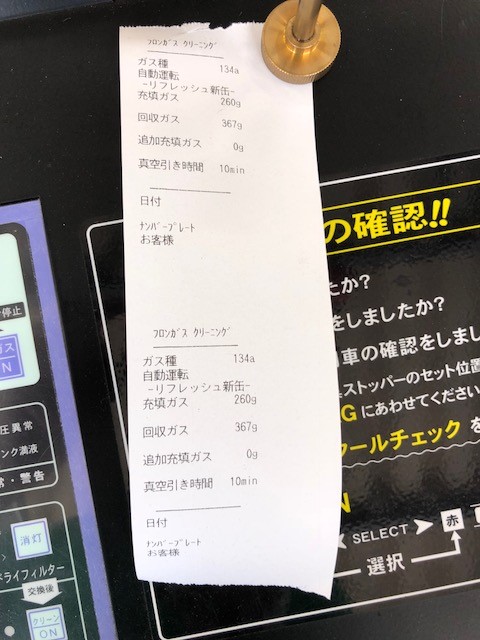 フロンガス クリーニング
ガス種 134a
自動運転
-リフレッシュ新缶-
充填ガス 260g
回収ガス 367g
追加充填ガス 0g
真空引き時間 10min
日付
ナンバープレート
お客様
フロンガス クリーニング
ガス種 134a
自動運転
-リフレッシュ新缶-
充填ガス 260g
回収ガス 367g
追加充填ガス 0g
真空引き時間 10min
日付
ナンバープレート
お客様
の確認!!
たか?
をしましたか?
車の確認をしまし
ストッパーのセット位置
Gにあわせてください
クールチェック を
N
SELECT 赤
選択
停止
ガス
ON
圧異常
ンク満液
常・警告
消灯
ドライフィルター
交換後
クリーン
ON